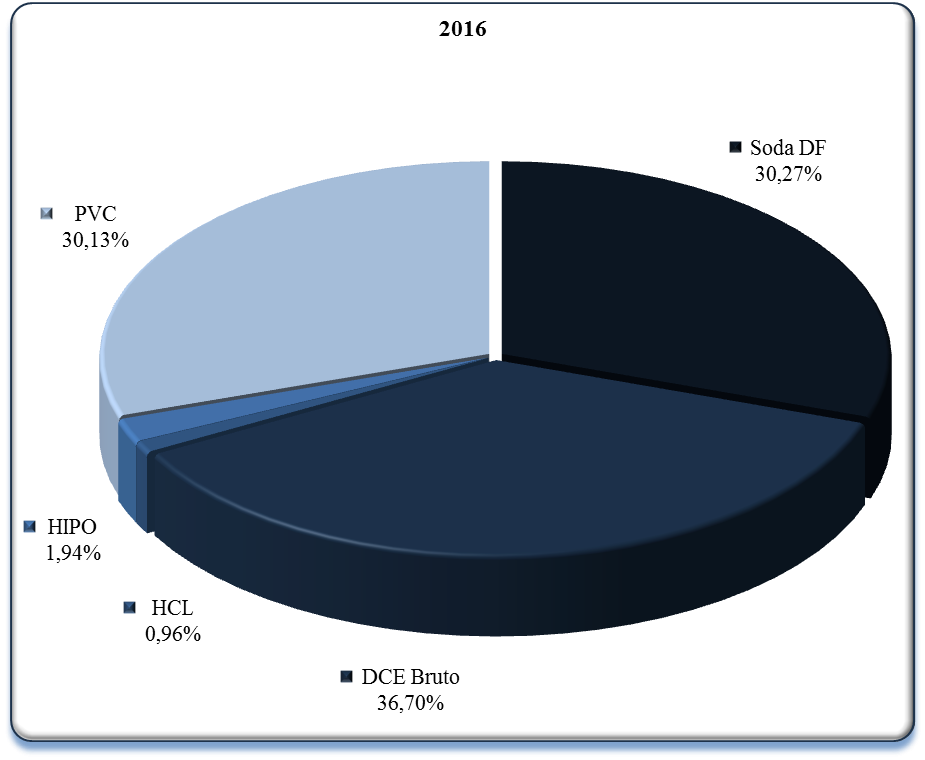 2016
Soda DF
30,27%
PVC
30,13%
HIPO
1,94%
HCL
0,96%
DCE Bruto
36,70%